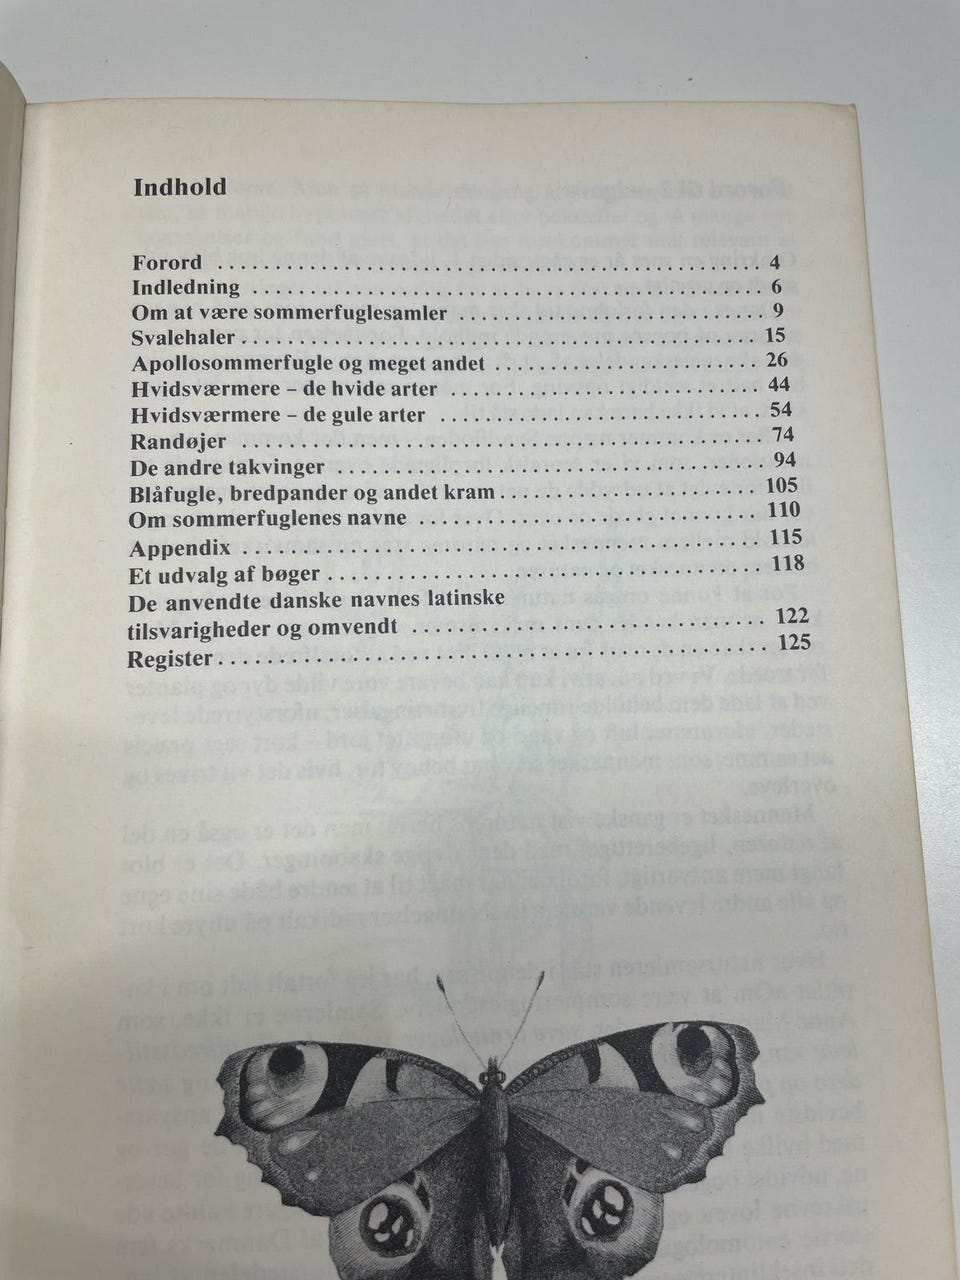 Indhold
Forord ........................................ 4
Indledning ........................................ 6
Om at være sommerfuglesamler ........................ 9
Svalehaler ........................................ 15
Apollosommerfugle og meget andet ..................... 26
Hvidsværmere – de hvide arter ........................ 44
Hvidsværmere – de gule arter ........................ 54
Randøjer ........................................ 74
De andre takvinger ................................ 94
Blåfugle, bredpander og andet kram .................... 105
Om sommerfuglenes navne ............................ 110
Appendix ........................................ 115
Et udvalg af bøger ................................ 118
De anvendte danske navnes latinske
tilsvarigheder og omvendt ............................ 122
Register ........................................ 125